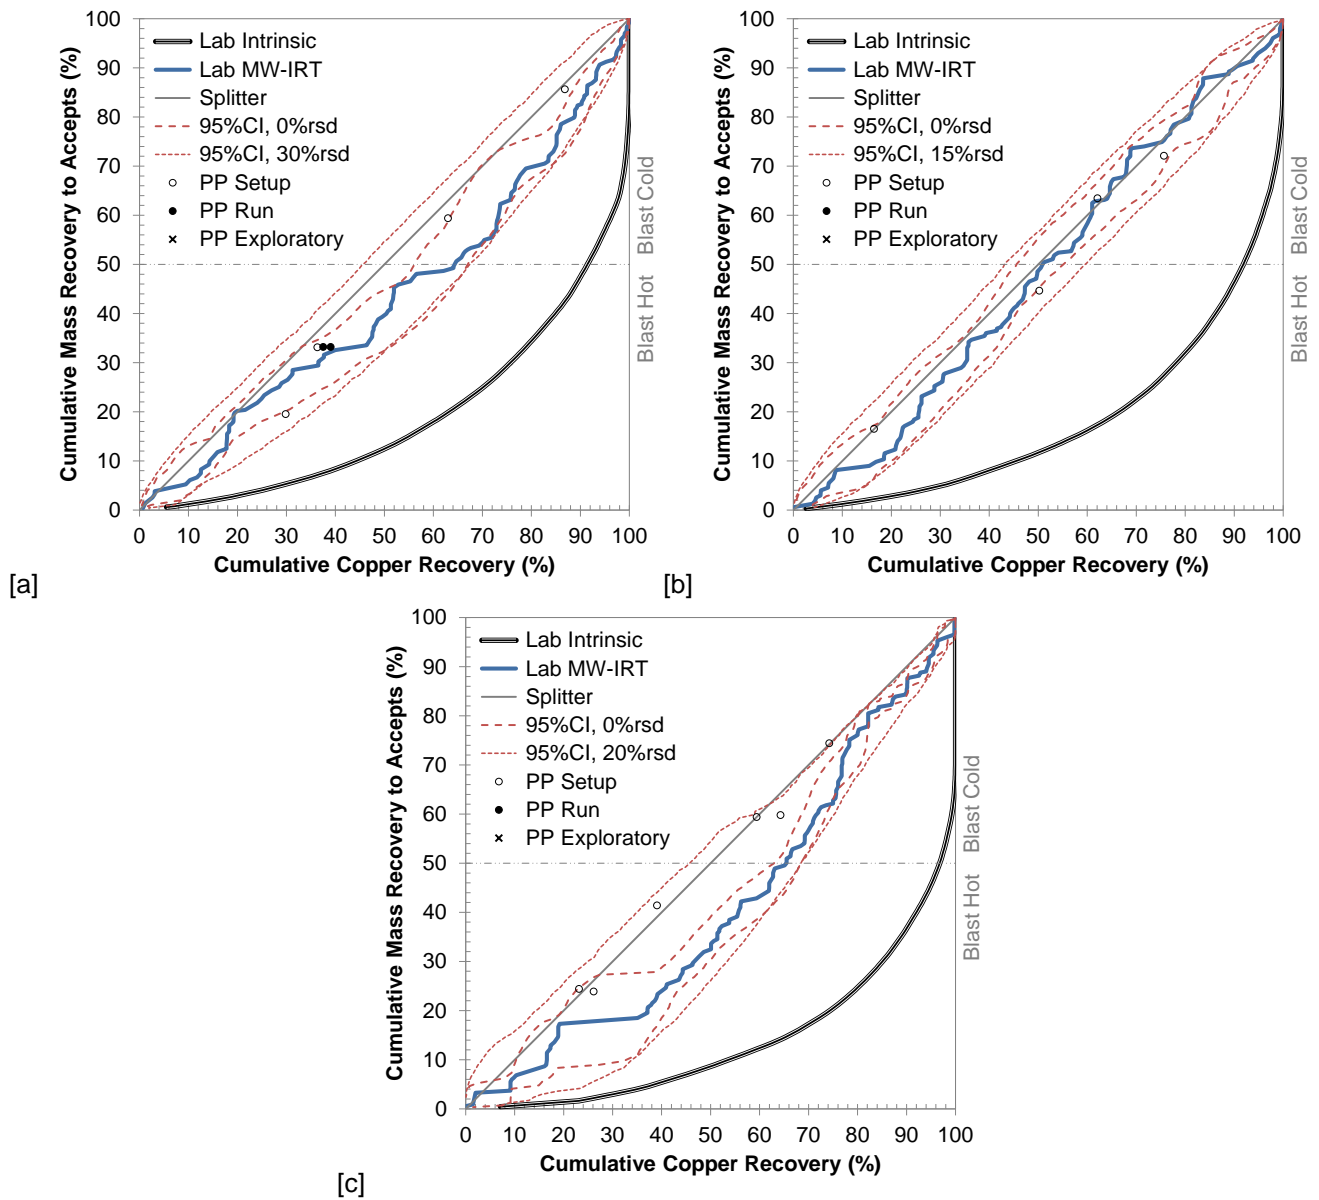 100
90
80
70
60
50
40
30
20
10
0
Cumulative Mass Recovery to Accepts (%)
Lab Intrinsic
Lab MW-IRT
Splitter
95%CI, 0%rsd
95%CI, 30%rsd
PP Setup
PP Run
PP Exploratory
Blast Cold
Blast Hot
0 10 20 30 40 50 60 70 80 90 100
Cumulative Copper Recovery (%)
[a]
100
90
80
70
60
50
40
30
20
10
0
Cumulative Mass Recovery to Accepts (%)
Lab Intrinsic
Lab MW-IRT
Splitter
95%CI, 0%rsd
95%CI, 15%rsd
PP Setup
PP Run
PP Exploratory
Blast Cold
Blast Hot
0 10 20 30 40 50 60 70 80 90 100
Cumulative Copper Recovery (%)
[b]
100
90
80
70
60
50
40
30
20
10
0
Cumulative Mass Recovery to Accepts (%)
Lab Intrinsic
Lab MW-IRT
Splitter
95%CI, 0%rsd
95%CI, 20%rsd
PP Setup
PP Run
PP Exploratory
Blast Cold
Blast Hot
0 10 20 30 40 50 60 70 80 90 100
Cumulative Copper Recovery (%)
[c]